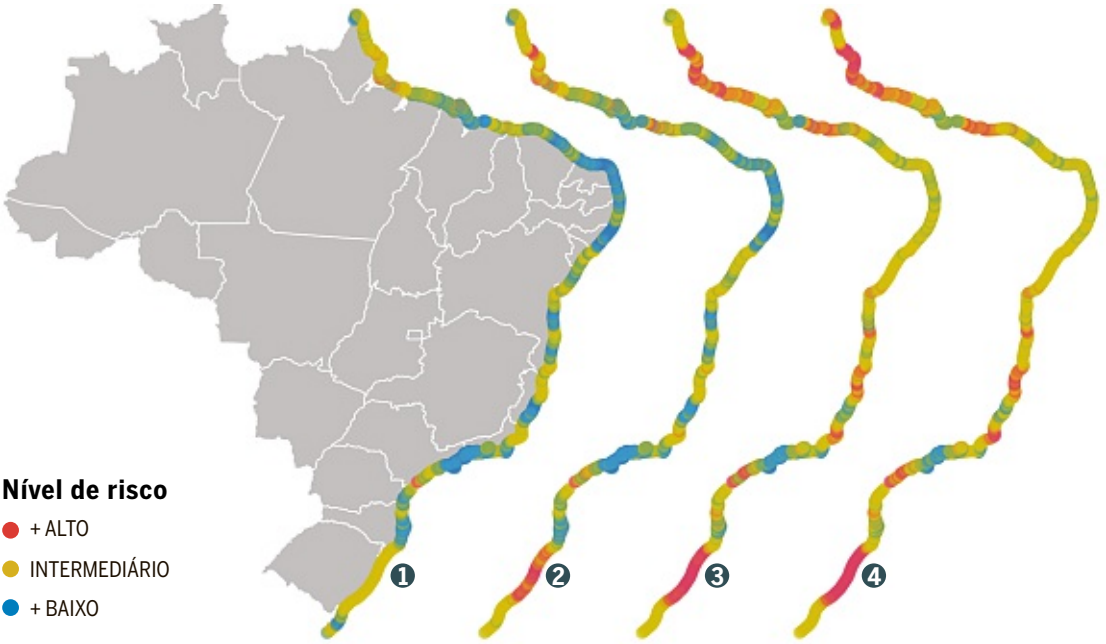 Nível de risco
+ ALTO
INTERMEDIÁRIO
+ BAIXO
1 2 3 4